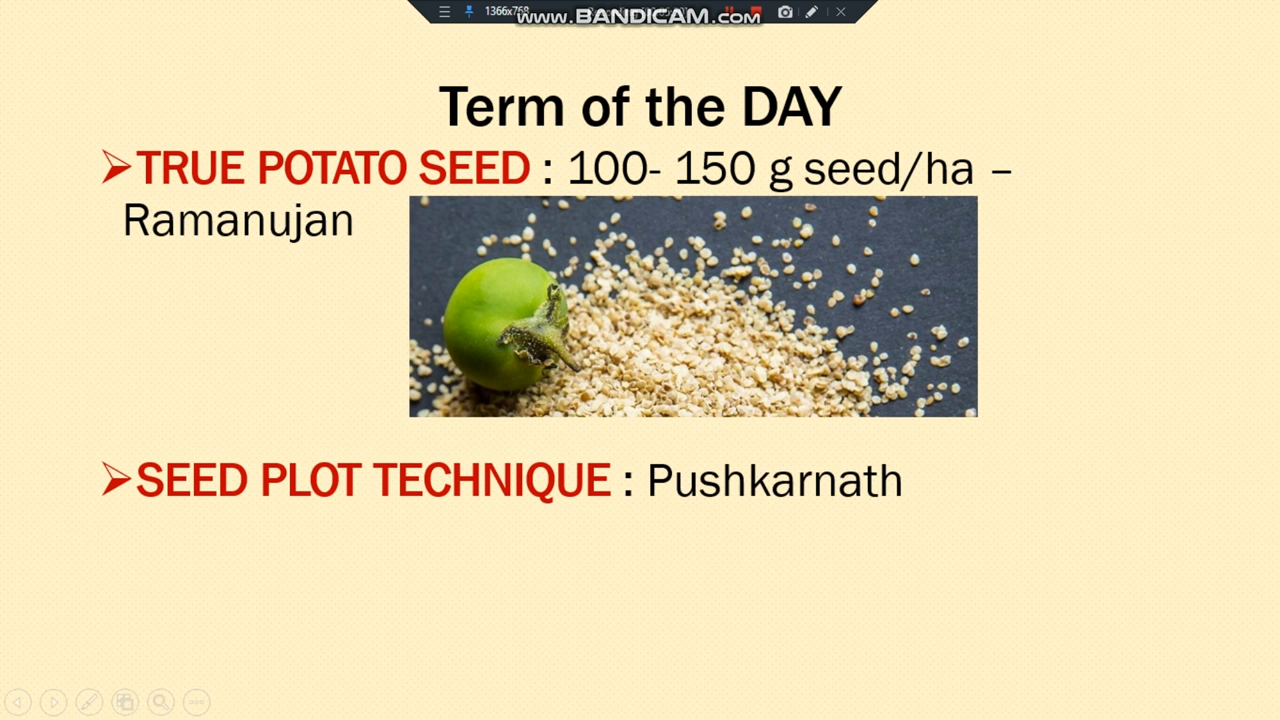 1366x768
www.BANDICAM.com
Term of the DAY
➢TRUE POTATO SEED : 100- 150 g seed/ha –
Ramanujan
➢SEED PLOT TECHNIQUE : Pushkarnath